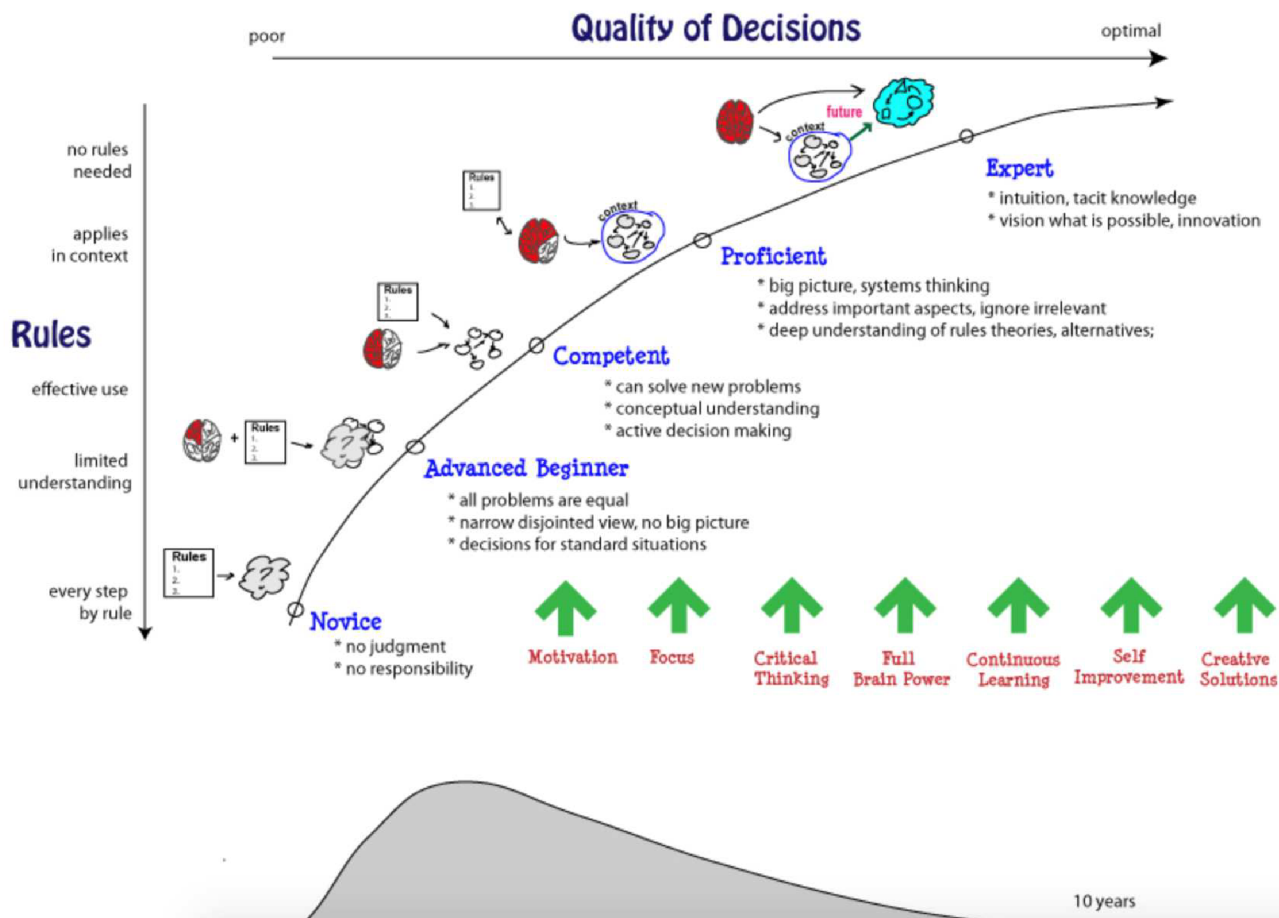 Quality of Decisions
poor
optimal
Rules
no rules
needed
applies
in context
effective use
limited
understanding
every step
by rule
future
context
Expert
* intuition, tacit knowledge
* vision what is possible, innovation
Rules
1.
2.
3.
context
Proficient
* big picture, systems thinking
* address important aspects, ignore irrelevant
* deep understanding of rules theories, alternatives;
Rules
1.
2.
3.
Competent
* can solve new problems
* conceptual understanding
* active decision making
+
Rules
1.
2.
3.
Advanced Beginner
* all problems are equal
* narrow disjointed view, no big picture
* decisions for standard situations
Rules
1.
2.
3.
Novice
* no judgment
* no responsibility
Motivation
Focus
Critical
Thinking
Full
Brain Power
Continuous
Learning
Self
Improvement
Creative
Solutions
10 years